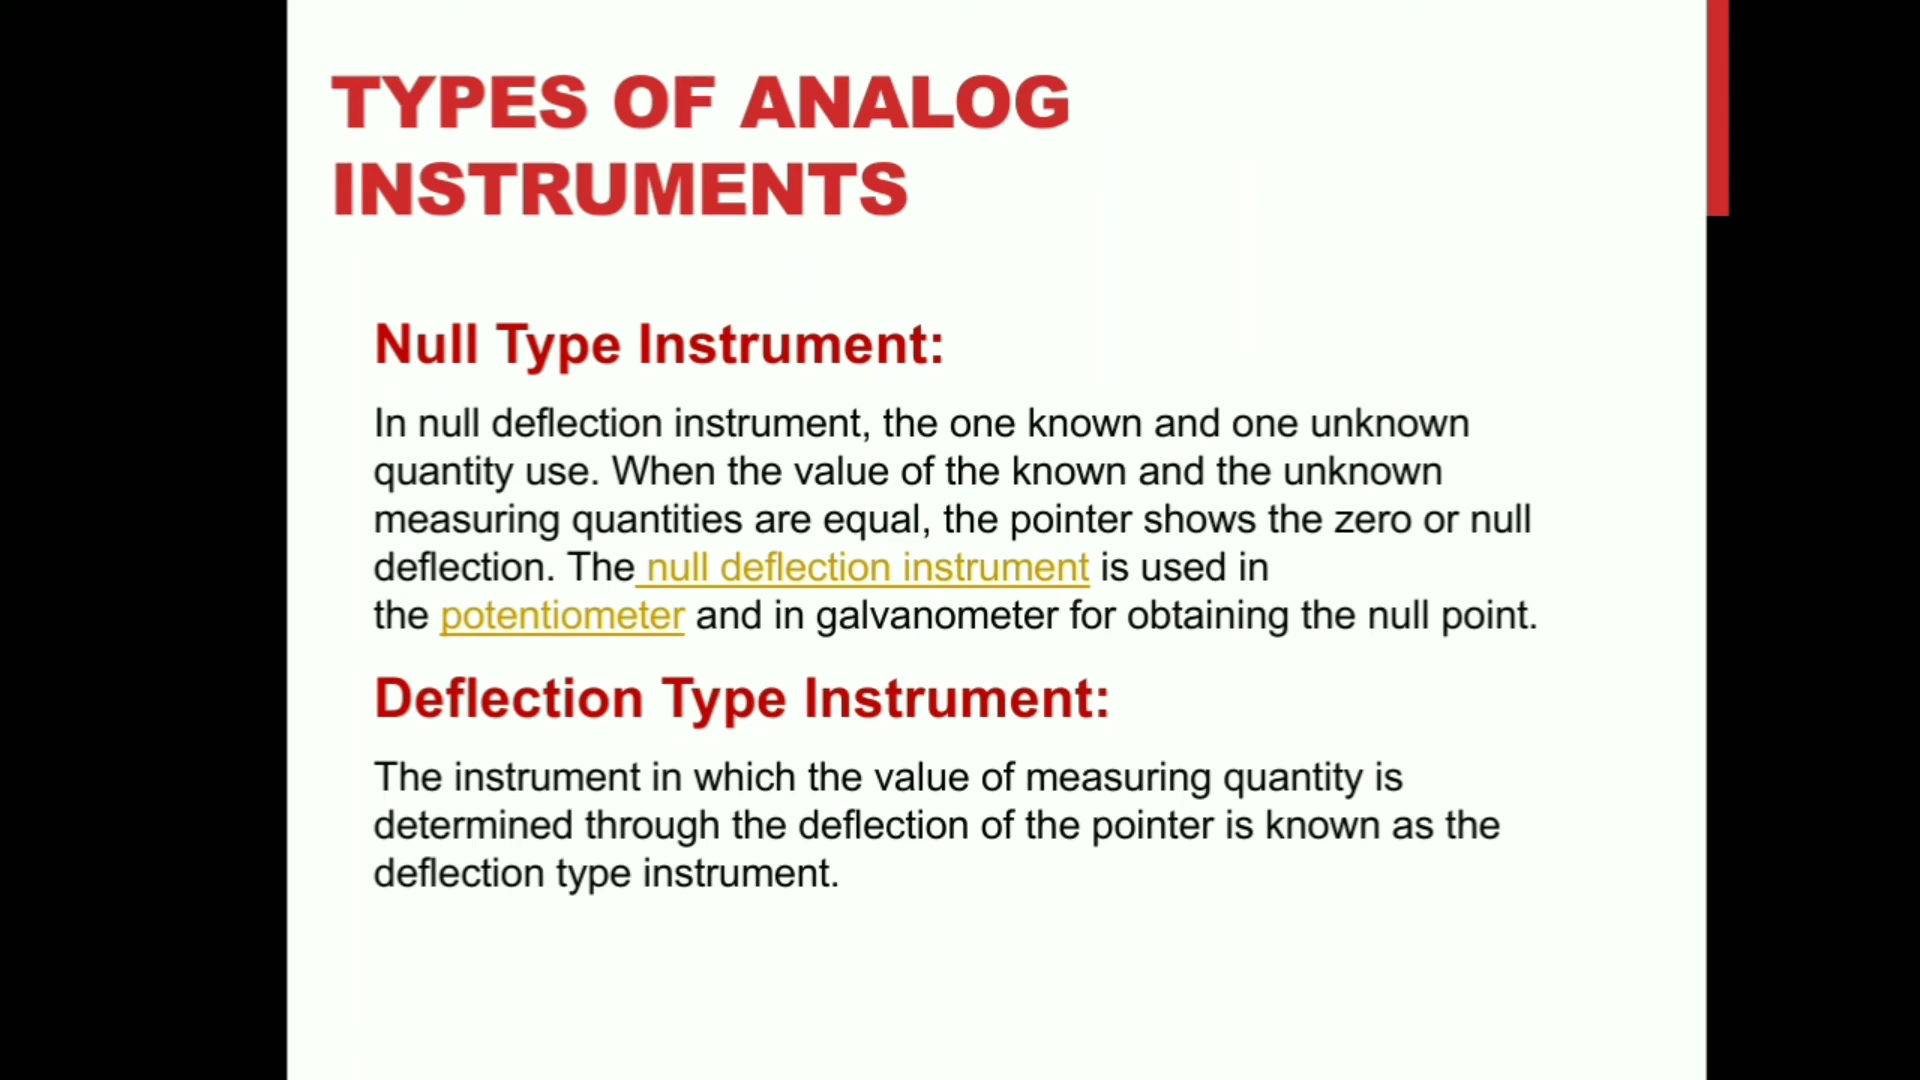 TYPES OF ANALOG
INSTRUMENTS
Null Type Instrument:
In null deflection instrument, the one known and one unknown
quantity use. When the value of the known and the unknown
measuring quantities are equal, the pointer shows the zero or null
deflection. The null deflection instrument is used in
the potentiometer and in galvanometer for obtaining the null point.
Deflection Type Instrument:
The instrument in which the value of measuring quantity is
determined through the deflection of the pointer is known as the
deflection type instrument.